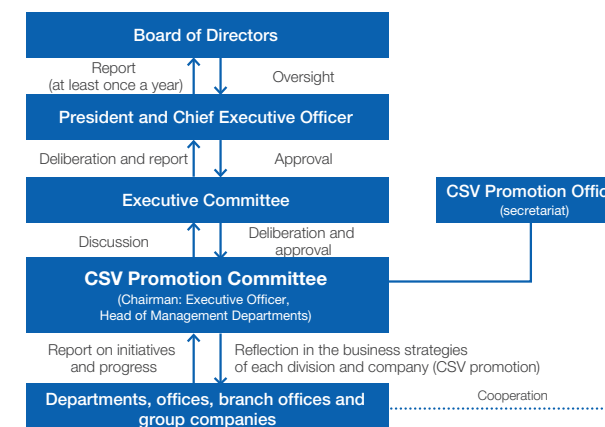 Board of Directors
Report
(at least once a year)
Oversight
President and Chief Executive Officer
Deliberation and report
Approval
Executive Committee
CSV Promotion Offic
(secretariat)
Discussion
Deliberation and
approval
CSV Promotion Committee
(Chairman: Executive Officer,
Head of Management Departments)
Report on initiatives
and progress
Reflection in the business strategies
of each division and company (CSV promotion)
Departments, offices, branch offices and
group companies
Cooperation